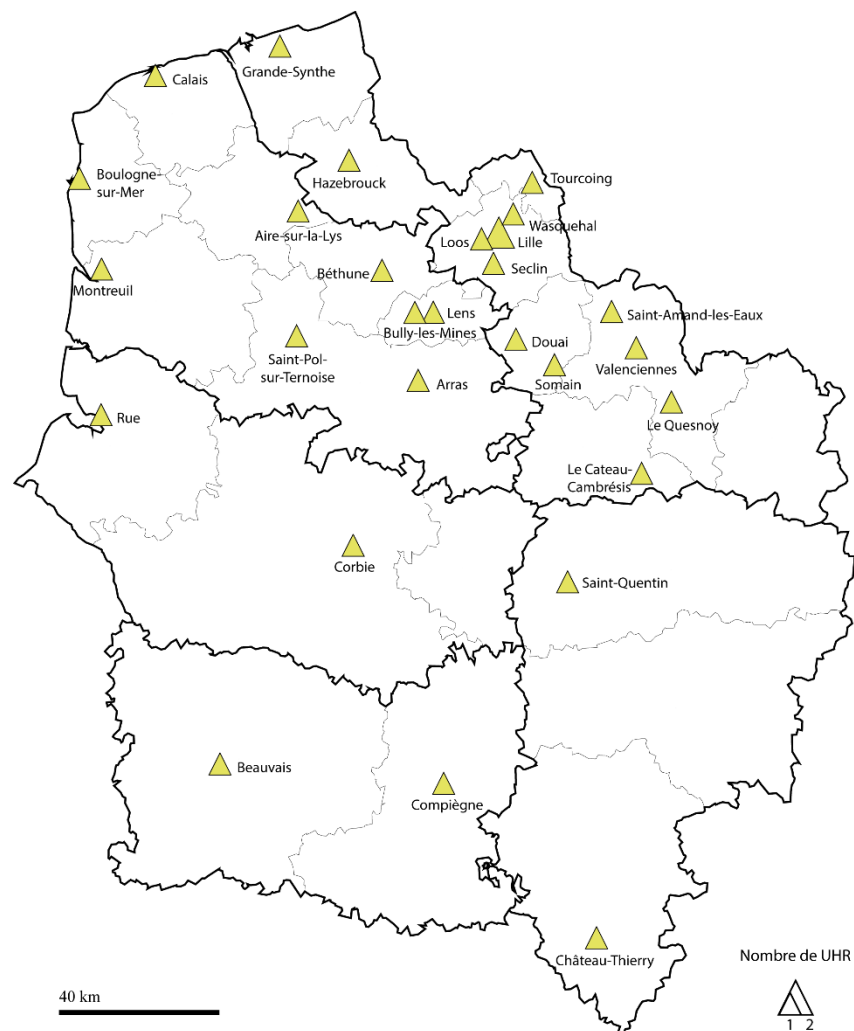 Grande-Synthe
Calais
Boulogne-
sur-Mer
Hazebrouck
Tourcoing
Aire-sur-la-Lys
Wasquehal
Loos
Lille
Béthune
Seclin
Montreuil
Lens
Bully-les-Mines
Saint-Amand-les-Eaux
Douai
Saint-Pol-
sur-Ternoise
Valenciennes
Arras
Somain
Rue
Le Quesnoy
Le Cateau-
Cambrésis
Corbie
Saint-Quentin
Beauvais
Compiègne
Château-Thierry
Nombre de UHR
40 km
1 2